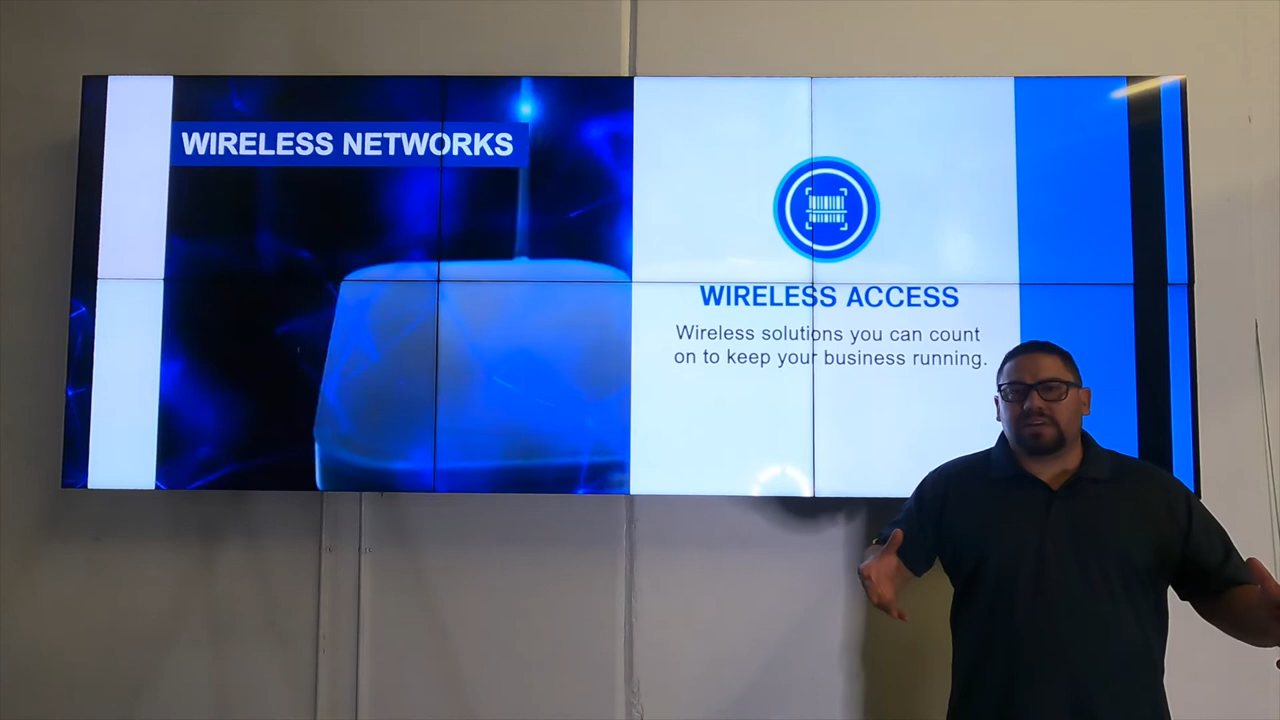 WIRELESS NETWORKS
WIRELESS ACCESS
Wireless solutions you can count
on to keep your business running.